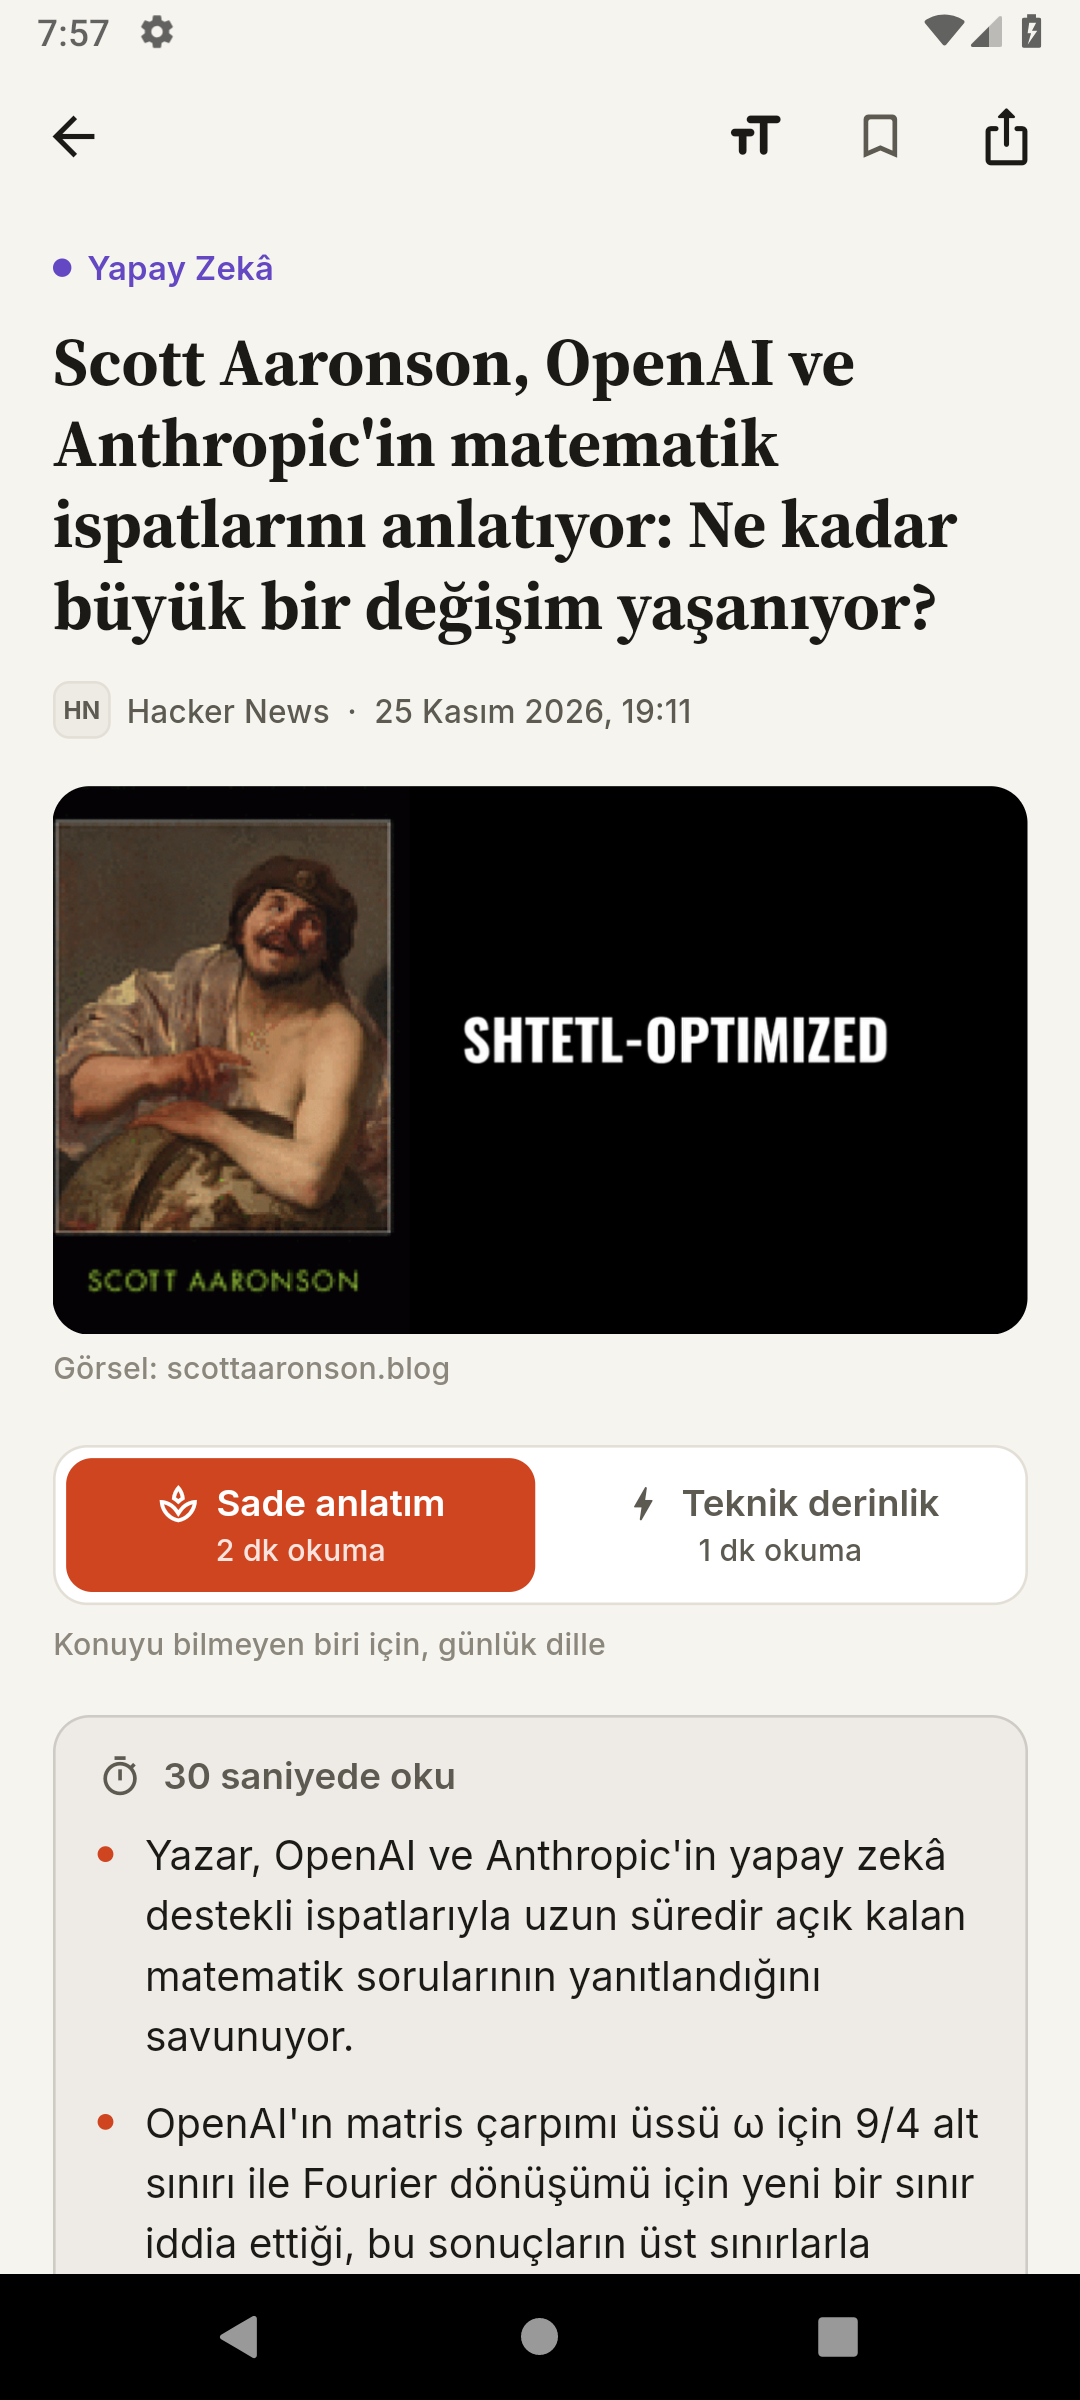 7:57
Yapay Zekâ
Scott Aaronson, OpenAI ve
Anthropic'in matematik
ispatlarını anlatıyor: Ne kadar
büyük bir değişim yaşanıyor?
HN Hacker News · 25 Kasım 2026, 19:11
SHTETL-OPTIMIZED
SCOTT AARONSON
Görsel: scottaaronson.blog
Sade anlatım
2 dk okuma
Teknik derinlik
1 dk okuma
Konuyu bilmeyen biri için, günlük dille
30 saniyede oku
Yazar, OpenAI ve Anthropic'in yapay zekâ
destekli ispatlarıyla uzun süredir açık kalan
matematik sorularının yanıtlandığını
savunuyor.
OpenAI'ın matris çarpımı üssü ω için 9/4 alt
sınırı ile Fourier dönüşümü için yeni bir sınır
iddia ettiği, bu sonuçların üst sınırlarla